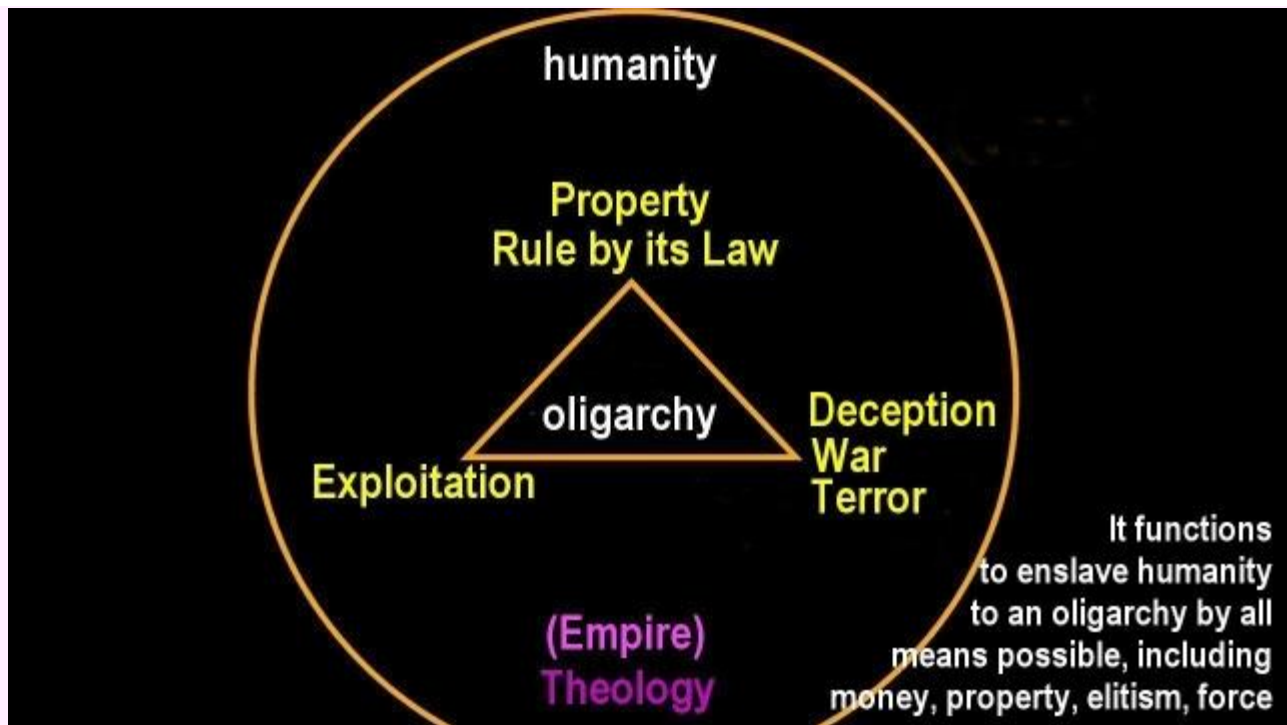 humanity
Property
Rule by its Law
oligarchy
Exploitation
Deception
War
Terror
(Empire)
Theology
It functions
to enslave humanity
to an oligarchy by all
means possible, including
money, property, elitism, force